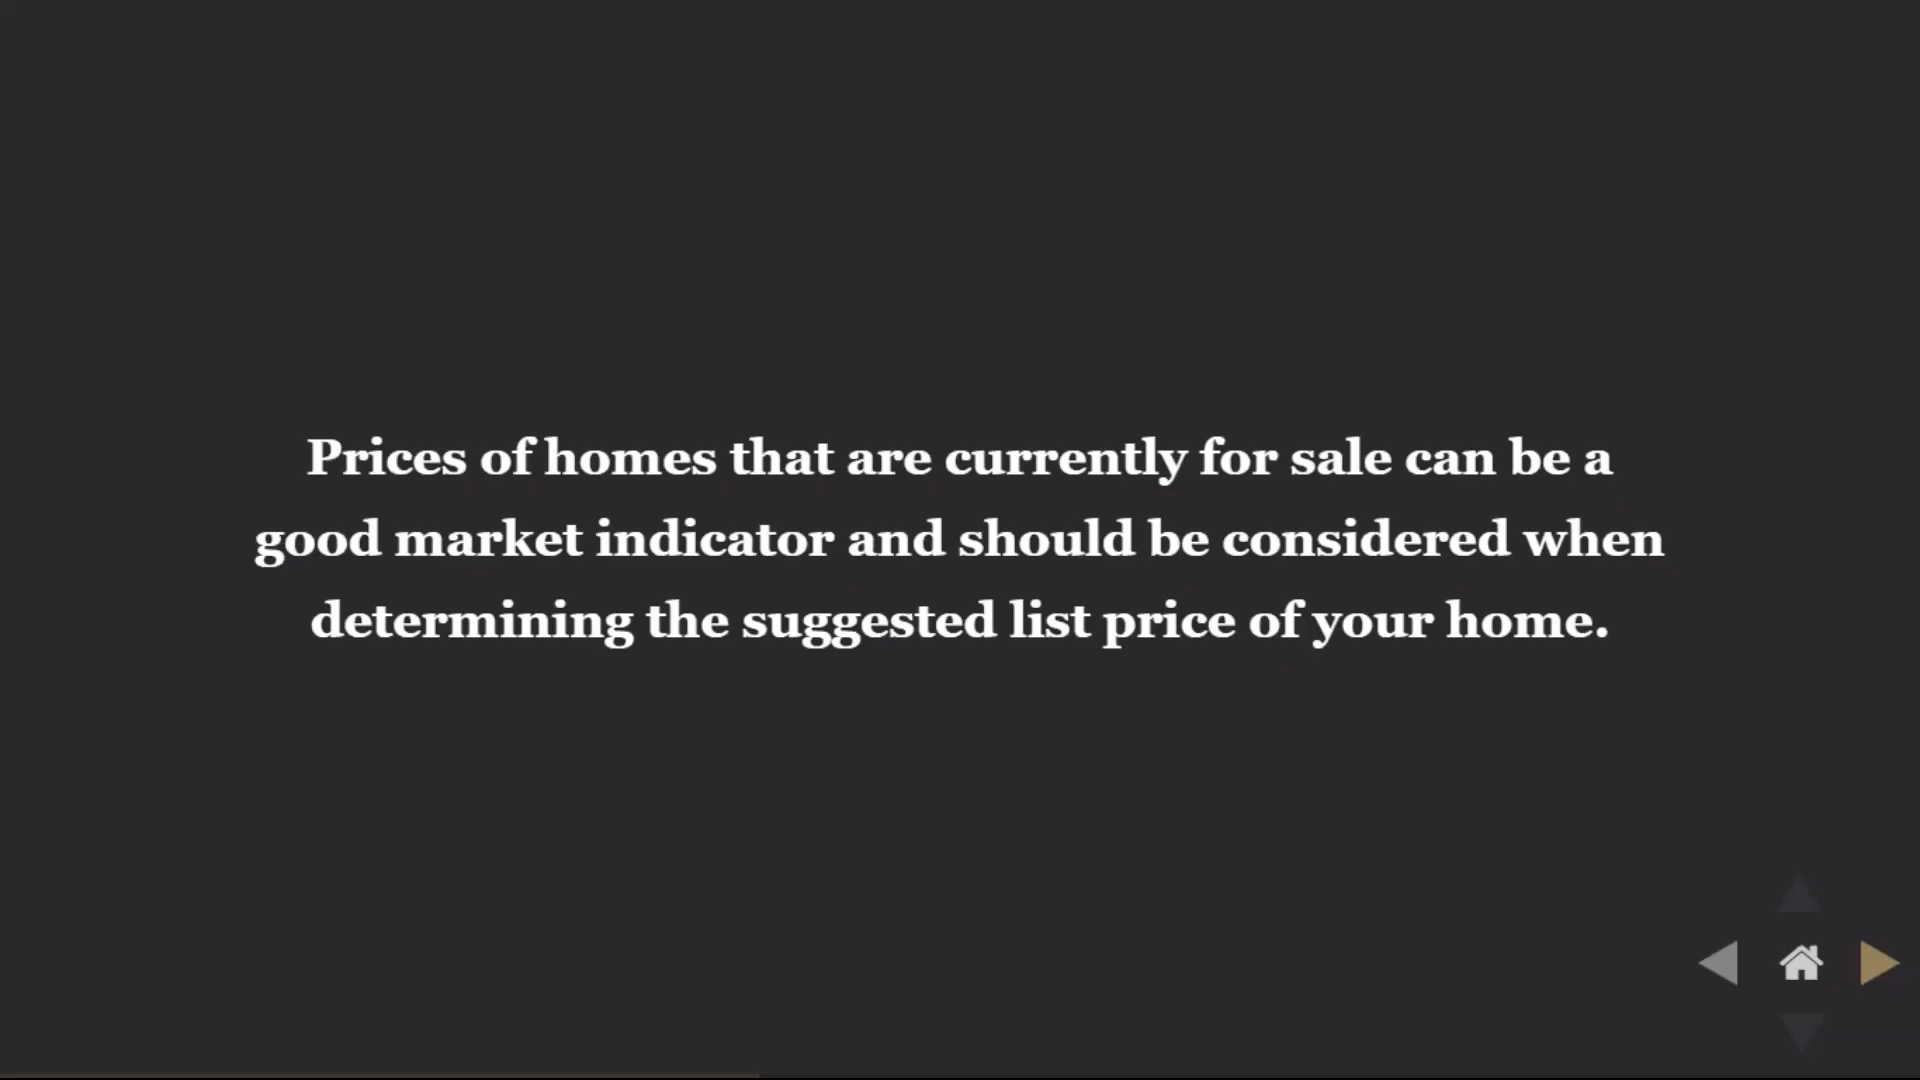 Prices of homes that are currently for sale can be a
good market indicator and should be considered when
determining the suggested list price of your home.